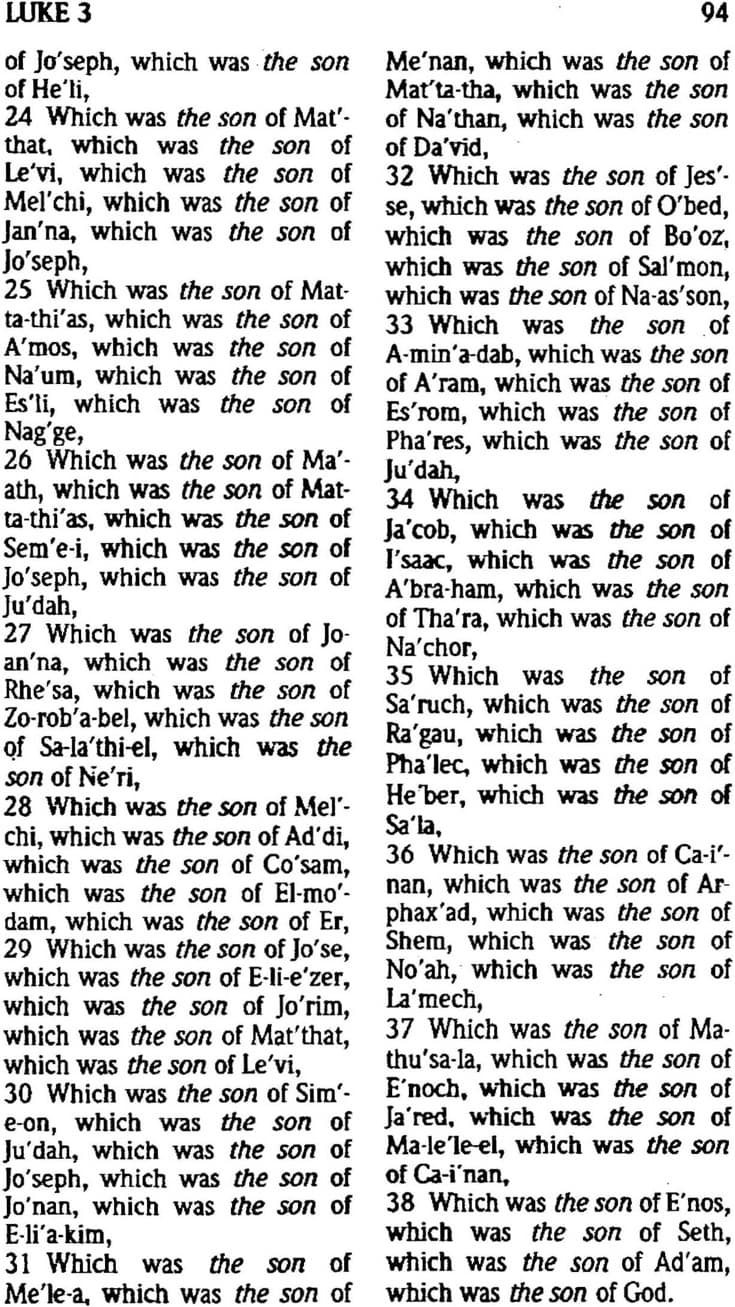 LUKE 3
94
of Jo′seph, which was the son
of He′li,
24 Which was the son of Mat′-
that, which was the son of
Le′vi, which was the son of
Mel′chi, which was the son of
Jan′na, which was the son of
Jo′seph,
25 Which was the son of Mat-
ta-thi′as, which was the son of
A′mos, which was the son of
Na′um, which was the son of
Es′li, which was the son of
Nag′ge,
26 Which was the son of Ma′-
ath, which was the son of Mat-
ta-thi′as, which was the son of
Sem′e-i, which was the son of
Jo′seph, which was the son of
Ju′dah,
27 Which was the son of Jo-
an′na, which was the son of
Rhe′sa, which was the son of
Zo-rob′a-bel, which was the son
of Sa-la′thi-el, which was the
son of Ne′ri,
28 Which was the son of Mel′-
chi, which was the son of Ad′di,
which was the son of Co′sam,
which was the son of El-mo′-
dam, which was the son of Er,
29 Which was the son of Jo′se,
which was the son of E-li-e′zer,
which was the son of Jo′rim,
which was the son of Mat′that,
which was the son of Le′vi,
30 Which was the son of Sim′-
e-on, which was the son of
Ju′dah, which was the son of
Jo′seph, which was the son of
Jo′nan, which was the son of
E-li′a-kim,
31 Which was the son of
Me′le-a, which was the son of
Me′nan, which was the son of
Mat′ta-tha, which was the son
of Na′than, which was the son
of Da′vid,
32 Which was the son of Jes′-
se, which was the son of O′bed,
which was the son of Bo′oz,
which was the son of Sal′mon,
which was the son of Na-as′son,
33 Which was the son of
A-min′a-dab, which was the son
of A′ram, which was the son of
Es′rom, which was the son of
Pha′res, which was the son of
Ju′dah,
34 Which was the son of
Ja′cob, which was the son of
I′saac, which was the son of
A′bra-ham, which was the son
of Tha′ra, which was the son of
Na′chor,
35 Which was the son of
Sa′ruch, which was the son of
Ra′gau, which was the son of
Pha′lec, which was the son of
He′ber, which was the son of
Sa′la,
36 Which was the son of Ca-i′-
nan, which was the son of Ar-
phax′ad, which was the son of
Shem, which was the son of
No′ah, which was the son of
La′mech,
37 Which was the son of Ma-
thu′sa-la, which was the son of
E′noch, which was the son of
Ja′red, which was the son of
Ma-le′le-el, which was the son
of Ca-i′nan,
38 Which was the son of E′nos,
which was the son of Seth,
which was the son of Ad′am,
which was the son of God.